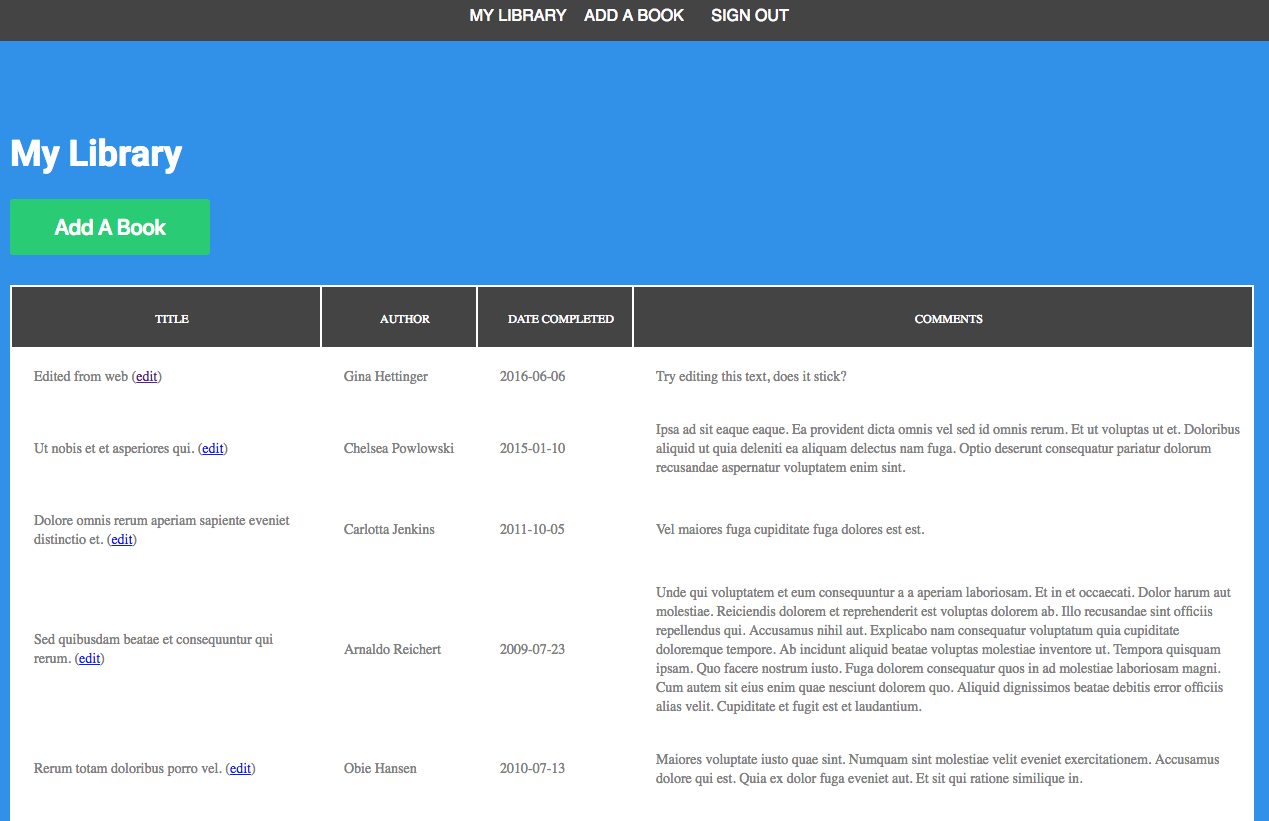 MY LIBRARY ADD A BOOK SIGN OUT
My Library
Add A Book
TITLE AUTHOR DATE COMPLETED COMMENTS
Edited from web (edit) Gina Hettinger 2016-06-06 Try editing this text, does it stick?
Ut nobis et et asperiores qui. (edit) Chelsea Powlowski 2015-01-10
Ipsa ad sit eaque eaque. Ea provident dicta omnis vel sed id omnis rerum. Et ut voluptas ut et. Doloribus
aliquid ut quia deleniti ea aliquam delectus nam fuga. Optio deserunt consequatur pariatur dolorum
recusandae aspernatur voluptatem enim sint.
Dolore omnis rerum aperiam sapiente eveniet
distinctio et. (edit)
Carlotta Jenkins 2011-10-05 Vel maiores fuga cupiditate fuga dolores est est.
Sed quibusdam beatae et consequuntur qui
rerum. (edit)
Arnaldo Reichert 2009-07-23
Unde qui voluptatem et eum consequuntur a a aperiam laboriosam. Et in et occaecati. Dolor harum aut
molestiae. Reiciendis dolorem et reprehenderit est voluptas dolorem ab. Illo recusandae sint officiis
repellendus qui. Accusamus nihil aut. Explicabo nam consequatur voluptatum quia cupiditate
doloremque tempore. Ab incidunt aliquid beatae voluptas molestiae inventore ut. Tempora quisquam
ipsam. Quo facere nostrum iusto. Fuga dolorem consequatur quos in ad molestiae laboriosam magni.
Cum autem sit eius enim quae nesciunt dolorem quo. Aliquid dignissimos beatae debitis error officiis
alias velit. Cupiditate et fugit est et laudantium.
Rerum totam doloribus porro vel. (edit) Obie Hansen 2010-07-13
Maiores voluptate iusto quae sint. Numquam sint molestiae velit eveniet exercitationem. Accusamus
dolore qui est. Quia ex dolor fuga eveniet aut. Et sit qui ratione similique in.